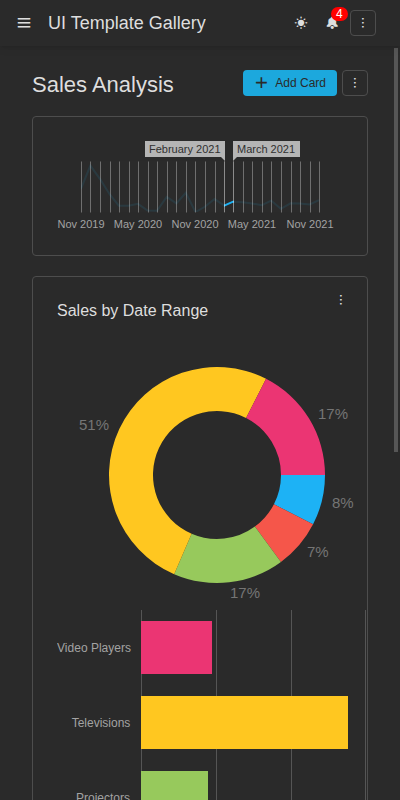 UI Template Gallery
4
Sales Analysis
Add Card
February 2021
March 2021
Nov 2019
May 2020
Nov 2020
May 2021
Nov 2021
Sales by Date Range
51%
17%
8%
7%
17%
Video Players
Televisions
Projectors